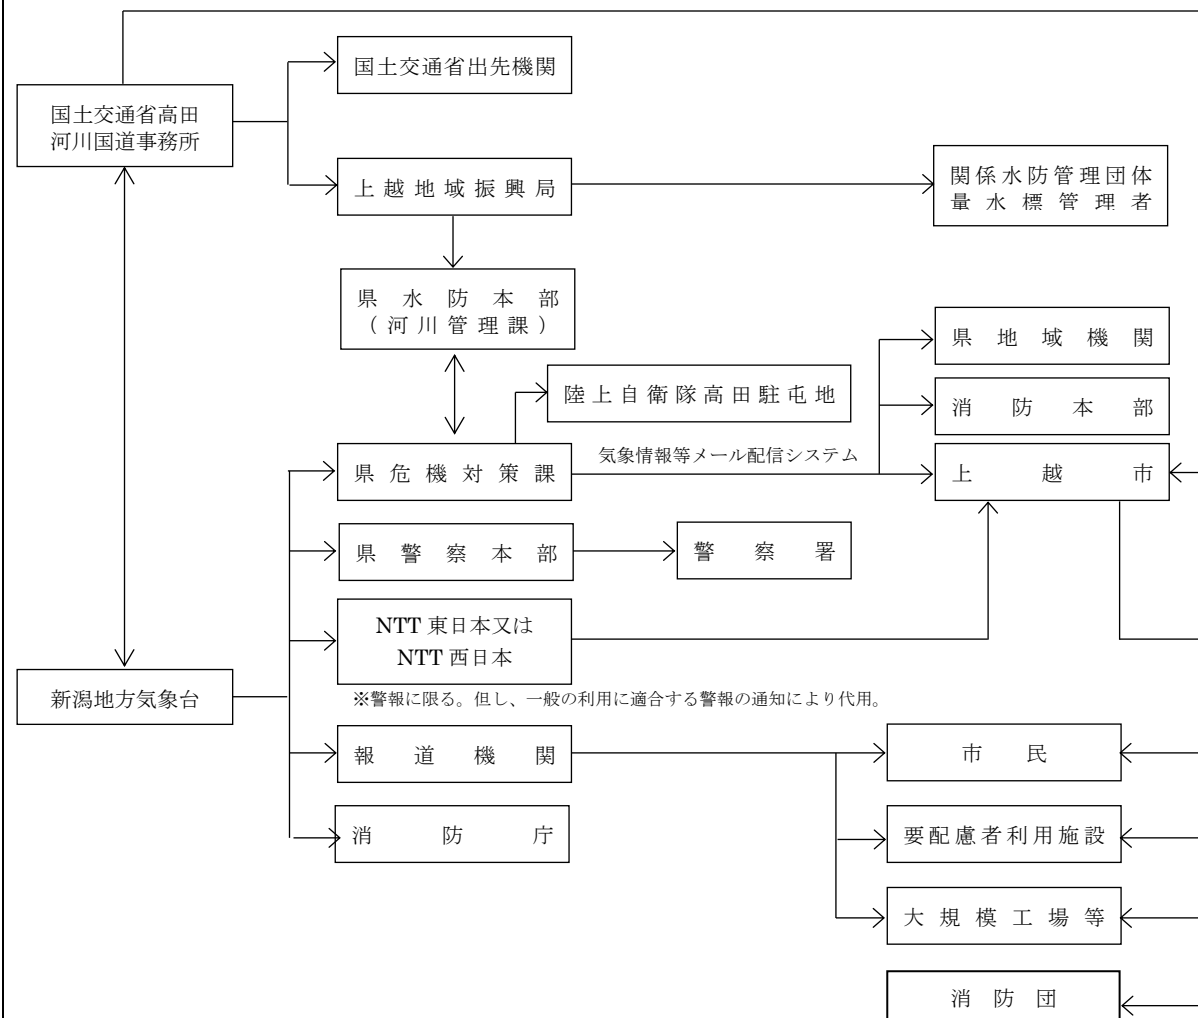 国土交通省出先機関
国土交通省高田
河川国道事務所
上越地域振興局
関係水防管理団体
量水標管理者
県水防本部
（河川管理課）
県地域機関
陸上自衛隊高田駐屯地
消防本部
気象情報等メール配信システム
県危機対策課
上越市
県警察本部
警察署
NTT 東日本又は
NTT 西日本
新潟地方気象台
※警報に限る。但し、一般の利用に適合する警報の通知により代用。
報道機関
市民
消防庁
要配慮者利用施設
大規模工場等
消防団